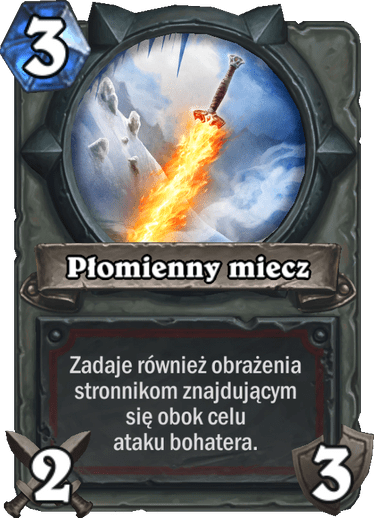 3
Płomienny miecz
Zadaje również obrażenia
stronnikom znajdującym
się obok celu
ataku bohatera.
2
3